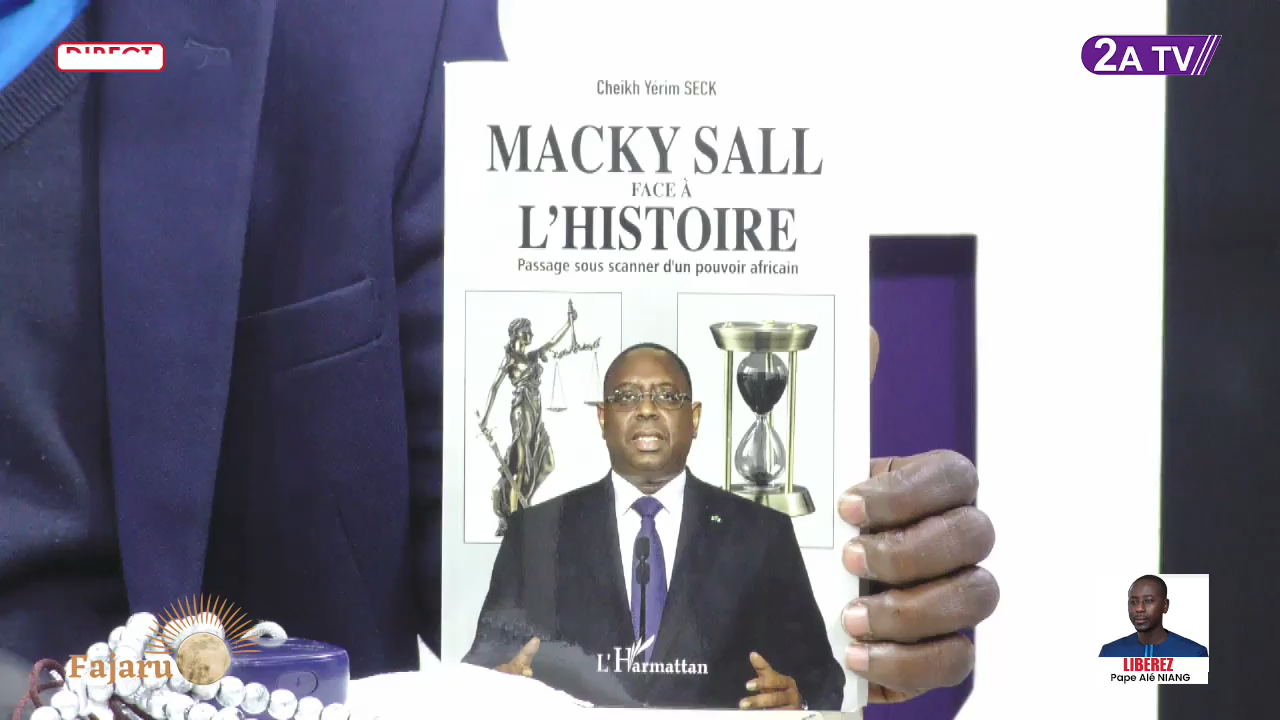 DIRECT
2A TV
Cheikh Yérim SECK
MACKY SALL
FACE À
L'HISTOIRE
Passage sous scanner d'un pouvoir africain
L'Harmattan
Fajaru
LIBEREZ
Pape Alé NIANG